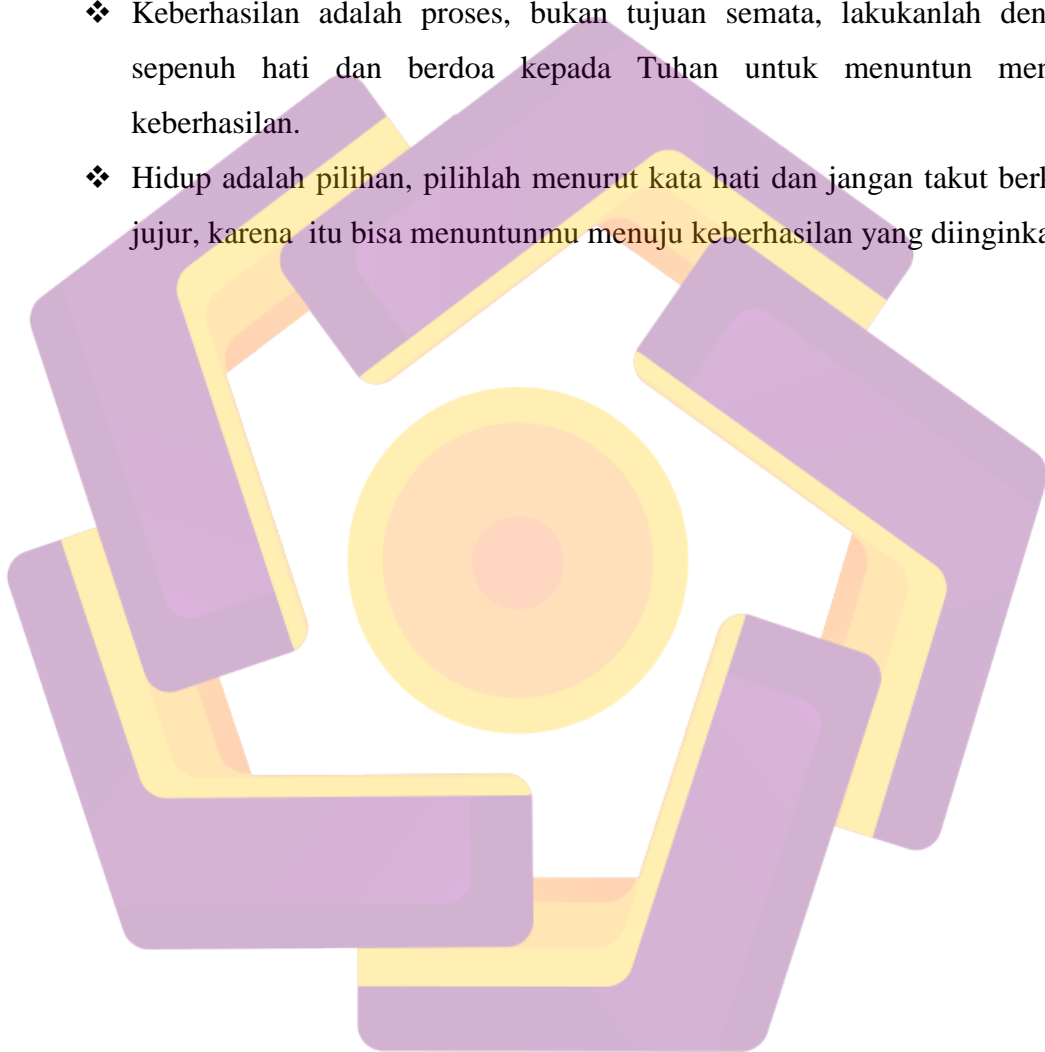 ❖ Keberhasilan adalah proses, bukan tujuan semata, lakukanlah den
sepenuh hati dan berdoa kepada Tuhan untuk menuntun men
keberhasilan.
❖ Hidup adalah pilihan, pilihlah menurut kata hati dan jangan takut berl
jujur, karena itu bisa menuntunmu menuju keberhasilan yang diinginka